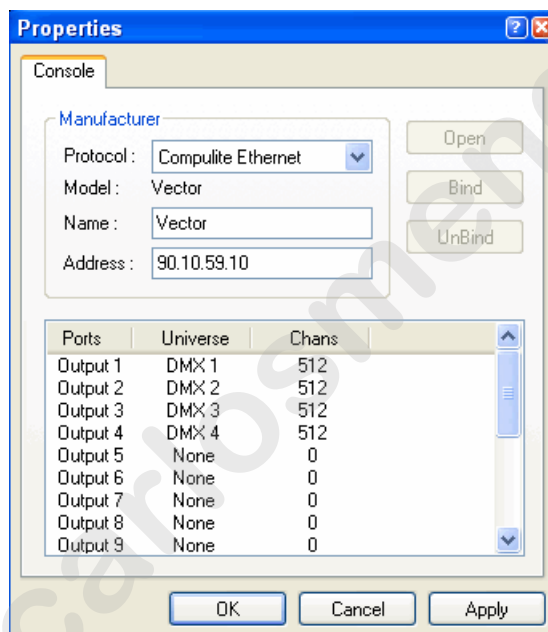 Properties
Console
Manufacturer
Protocol : Compulite Ethernet
Model : Vector
Name : Vector
Address : 90.10.59.10
Open
Bind
UnBind
Ports Universe Chans
Output 1 DMX 1 512
Output 2 DMX 2 512
Output 3 DMX 3 512
Output 4 DMX 4 512
Output 5 None 0
Output 6 None 0
Output 7 None 0
Output 8 None 0
Output 9 None 0
OK Cancel Apply